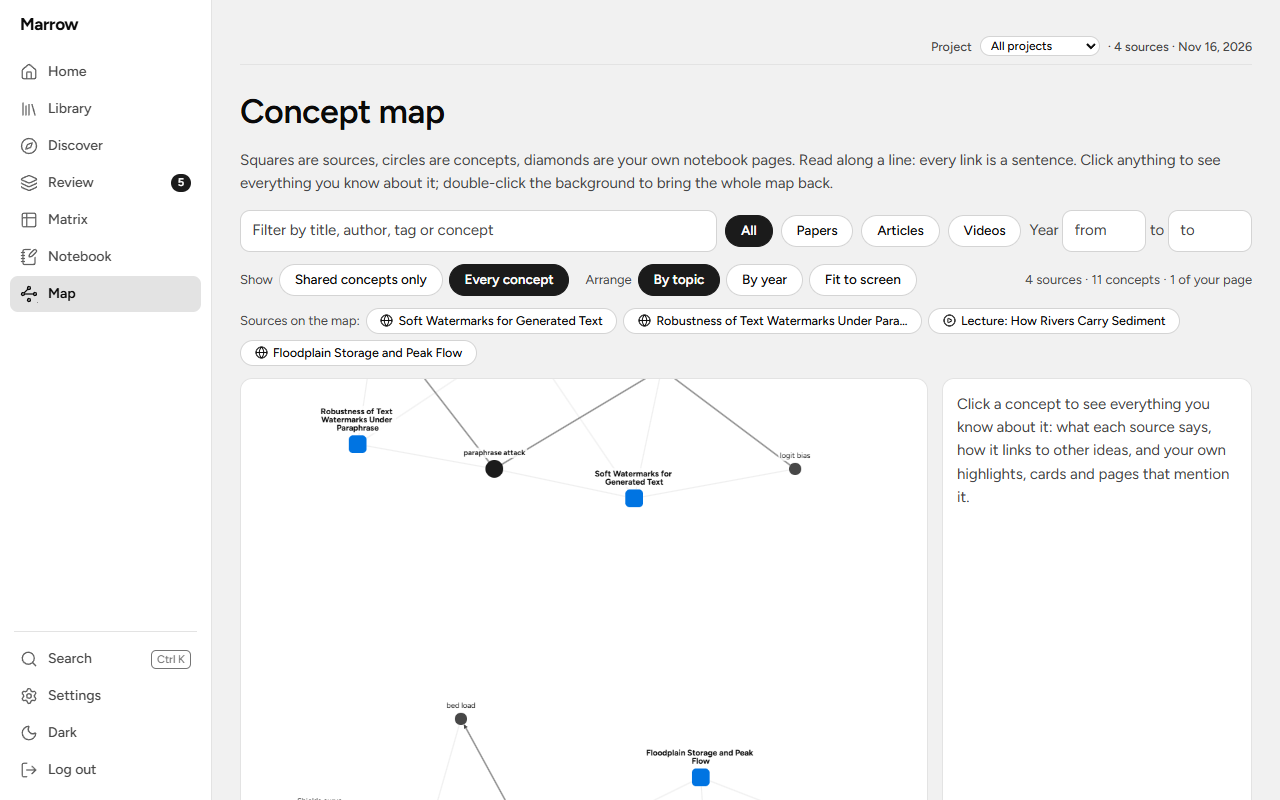 Marrow
Home
Library
Discover
Review
5
Matrix
Notebook
Map
Search
Ctrl K
Settings
Dark
Log out
Project
All projects
· 4 sources · Nov 16, 2026
Concept map
Squares are sources, circles are concepts, diamonds are your own notebook pages. Read along a line: every link is a sentence. Click anything to see
everything you know about it; double-click the background to bring the whole map back.
Filter by title, author, tag or concept
All
Papers
Articles
Videos
Year
from
to
to
Show
Shared concepts only
Every concept
Arrange
By topic
By year
Fit to screen
4 sources · 11 concepts · 1 of your page
Sources on the map:
Soft Watermarks for Generated Text
Robustness of Text Watermarks Under Para...
Lecture: How Rivers Carry Sediment
Floodplain Storage and Peak Flow
Robustness of Text
Watermarks Under
Paraphrase
paraphrase attack
Soft Watermarks for
Generated Text
logit bias
bed load
Floodplain Storage and Peak
Flow
Click a concept to see everything you
know about it: what each source says,
how it links to other ideas, and your own
highlights, cards and pages that mention
it.